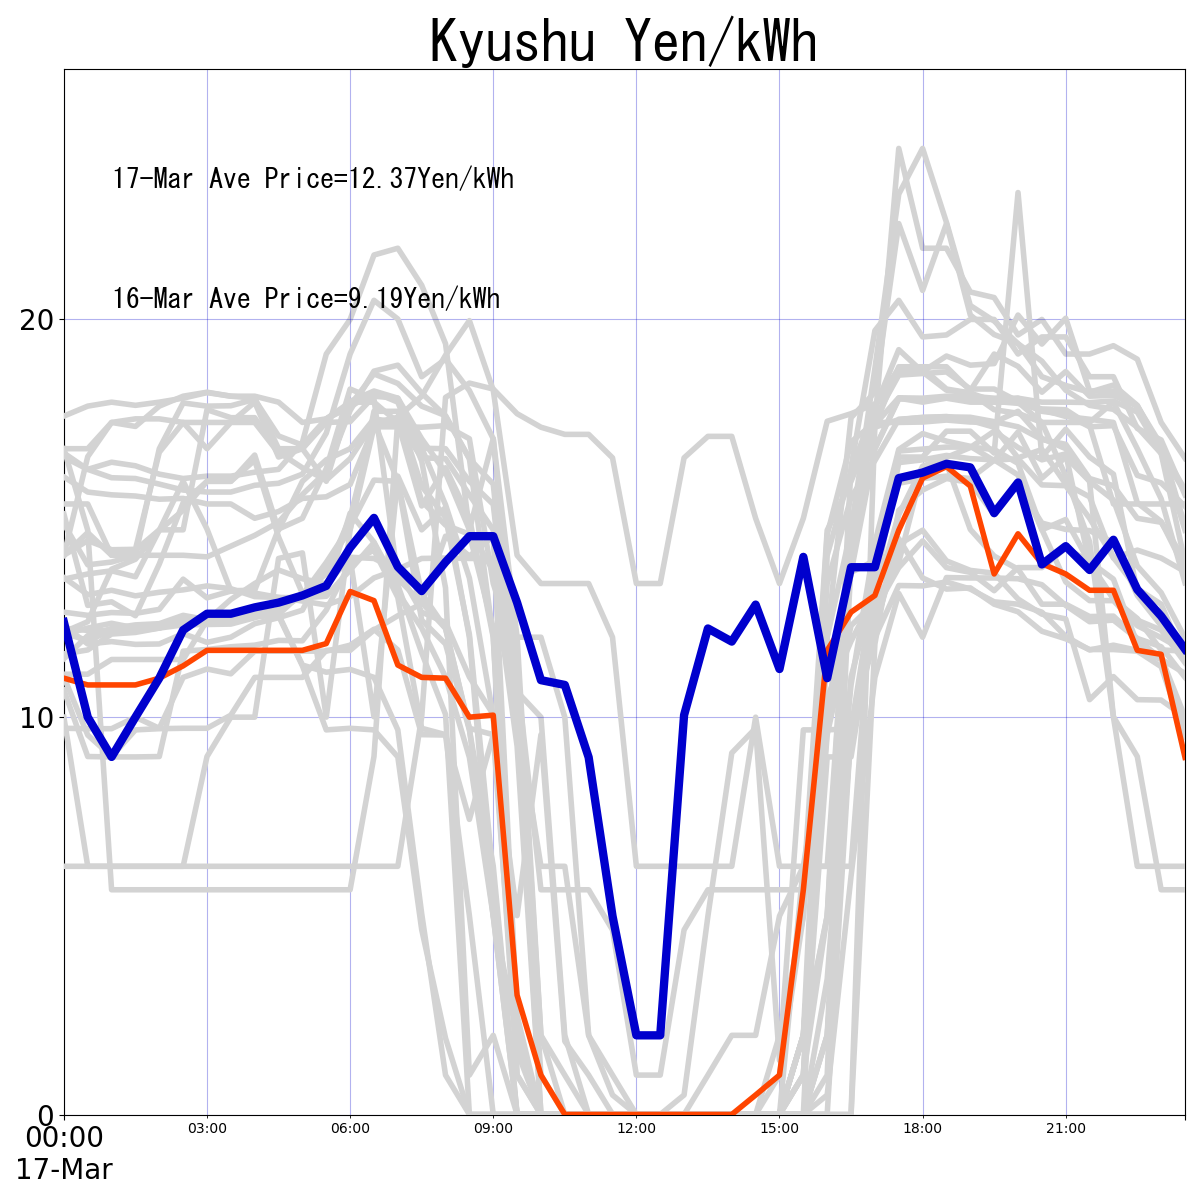 Kyushu Yen/kWh
17-Mar Ave Price=12.37Yen/kWh
16-Mar Ave Price=9.19Yen/kWh
20
10
0
00:00 03:00 06:00 09:00 12:00 15:00 18:00 21:00
17-Mar